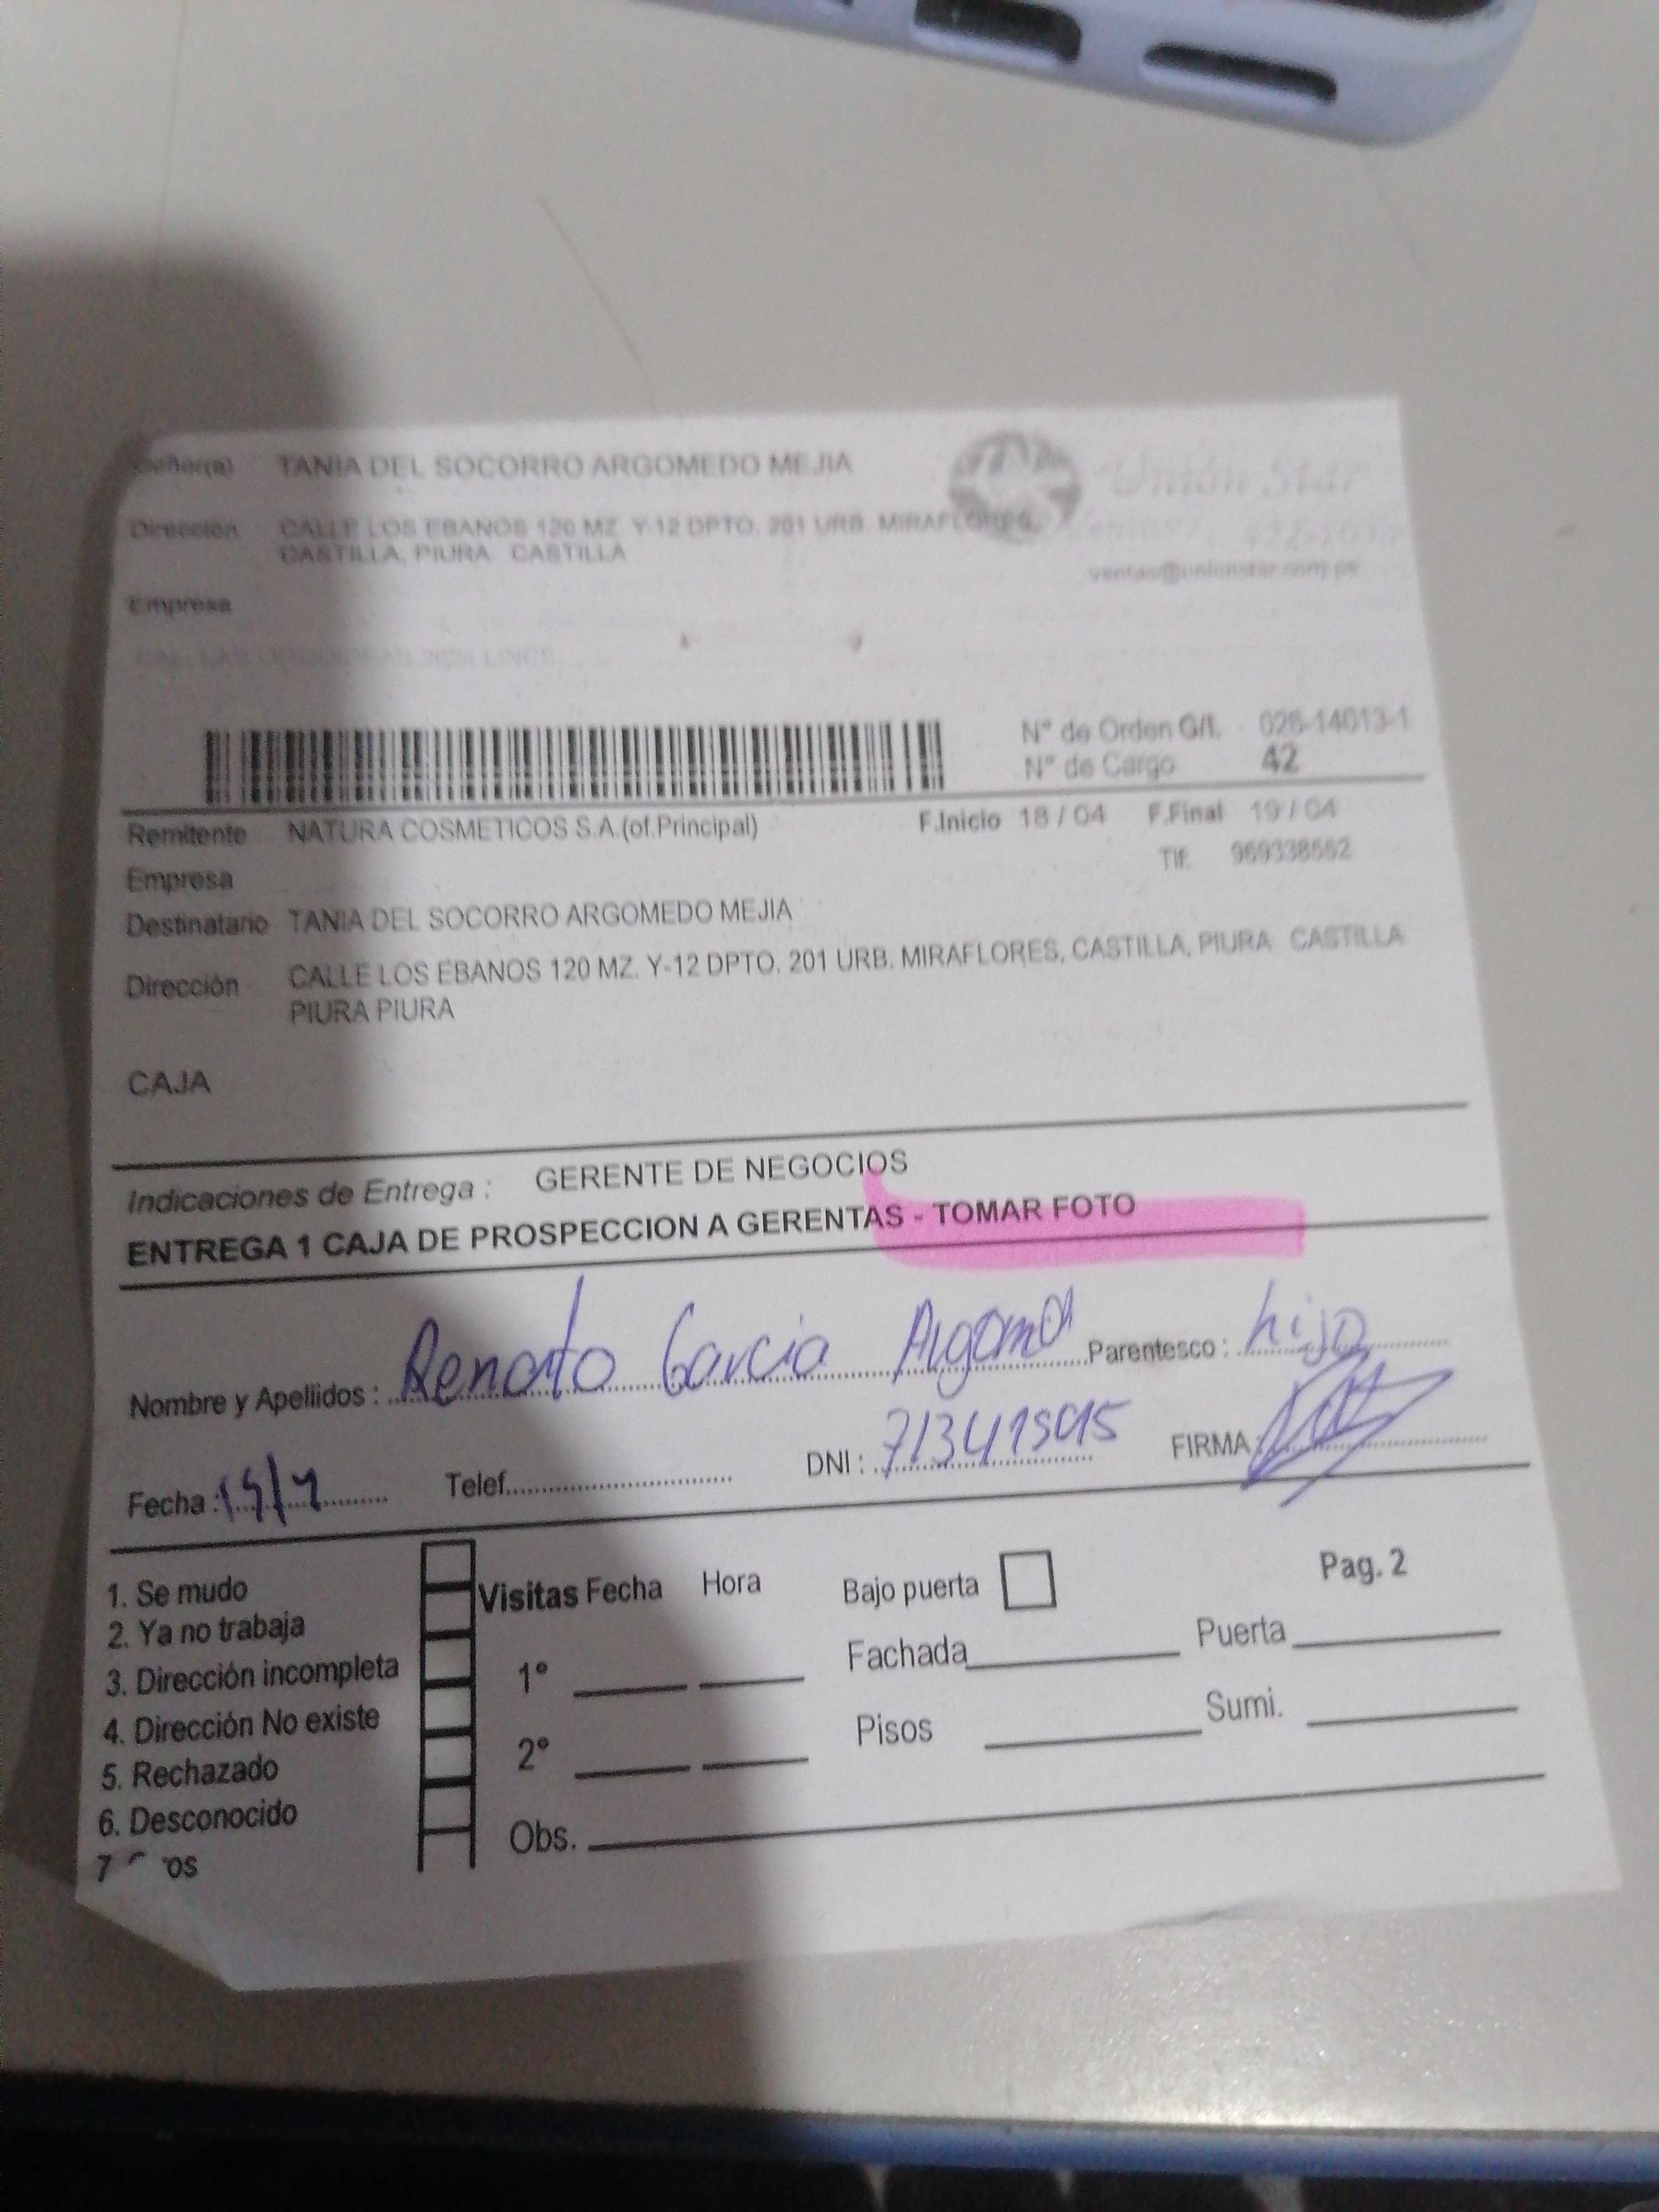 Señor(a) TANIA DEL SOCORRO ARGOMEDO MEJIA
Unión Star
Dirección CALLE LOS EBANOS 120 MZ. Y-12 DPTO. 201 URB. MIRAFLORES,
CASTILLA, PIURA CASTILLA
ventas@unionstar.com.pe
Empresa
N° de Orden G/I. 026-14013-1
N° de Cargo 42
Remitente NATURA COSMETICOS S.A.(of.Principal) F.Inicio 18 / 04 F.Final 19 / 04
Empresa Tlf. 969338562
Destinatario TANIA DEL SOCORRO ARGOMEDO MEJIA
Dirección CALLE LOS EBANOS 120 MZ. Y-12 DPTO. 201 URB. MIRAFLORES, CASTILLA, PIURA CASTILLA
PIURA PIURA
CAJA
Indicaciones de Entrega : GERENTE DE NEGOCIOS
ENTREGA 1 CAJA DE PROSPECCION A GERENTAS - TOMAR FOTO
Nombre y Apellidos : Renato Garcia Parentesco : hijo
Fecha : Telef. DNI : FIRMA
1. Se mudo
2. Ya no trabaja
3. Dirección incompleta
4. Dirección No existe
5. Rechazado
6. Desconocido
7
Visitas Fecha Hora Bajo puerta Pag. 2
1° Fachada Puerta
2° Pisos Sumi.
Obs.